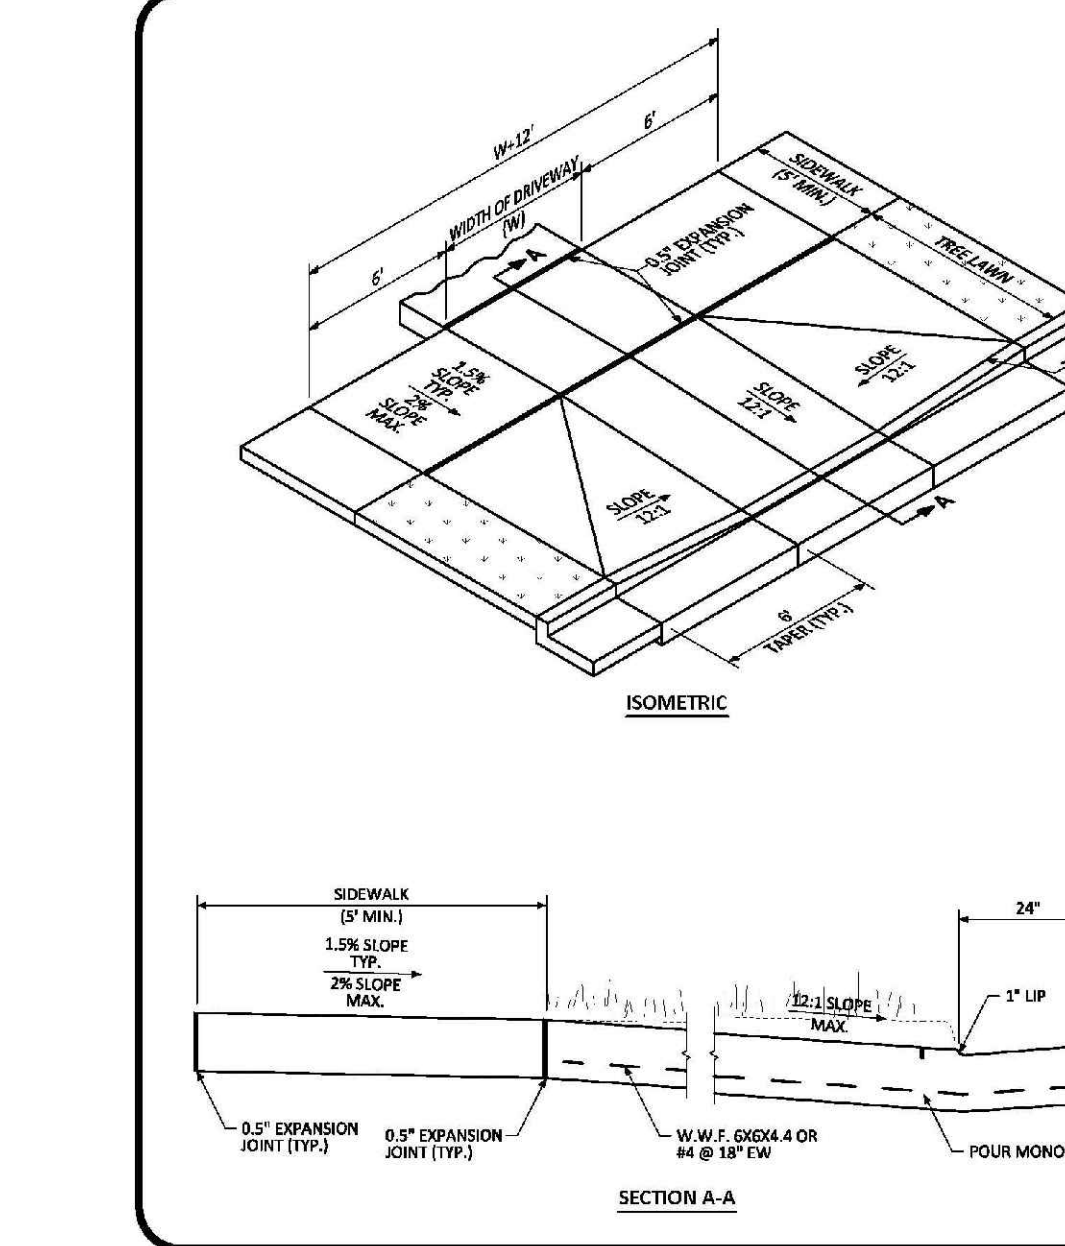 W+12'
6'
WIDTH OF DRIVEWAY
(W)
6'
A
0.5" EXPANSION
JOINT (TYP.)
SIDEWALK
(5' MIN.)
TREE LAWN
1.5%
SLOPE
TYP.
2%
SLOPE
MAX.
SLOPE
12:1
SLOPE
12:1
SLOPE
12:1
A
6'
TAPER (TYP.)
ISOMETRIC
SIDEWALK
(5' MIN.)
1.5% SLOPE
TYP.
2% SLOPE
MAX.
24"
12:1 SLOPE
MAX.
1" LIP
0.5" EXPANSION
JOINT (TYP.)
0.5" EXPANSION
JOINT (TYP.)
W.W.F. 6X6X4.4 OR
#4 @ 18" EW
POUR MONO
SECTION A-A